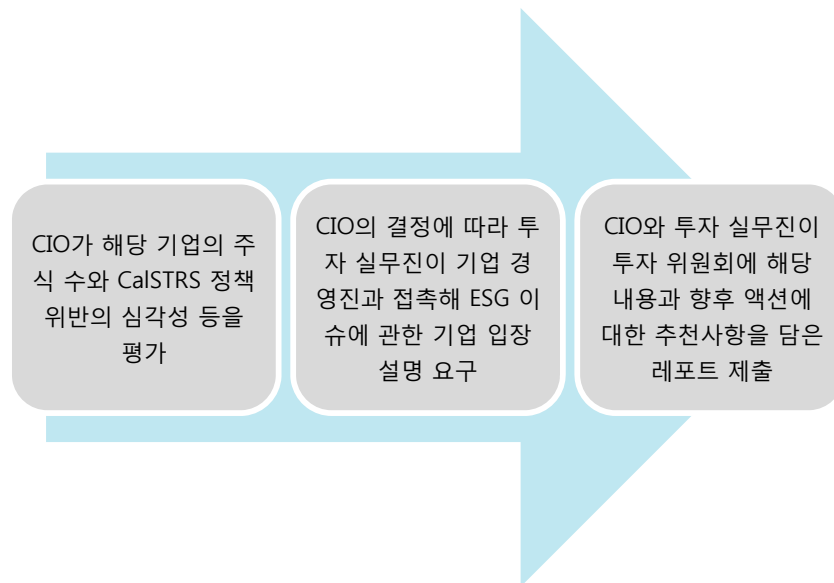 CIO가 해당 기업의 주
식 수와 CalSTRS 정책
위반의 심각성 등을
평가
CIO의 결정에 따라 투
자 실무진이 기업 경
영진과 접촉해 ESG 이
슈에 관한 기업 입장
설명 요구
CIO와 투자 실무진이
투자 위원회에 해당
내용과 향후 액션에
대한 추천사항을 담은
레포트 제출